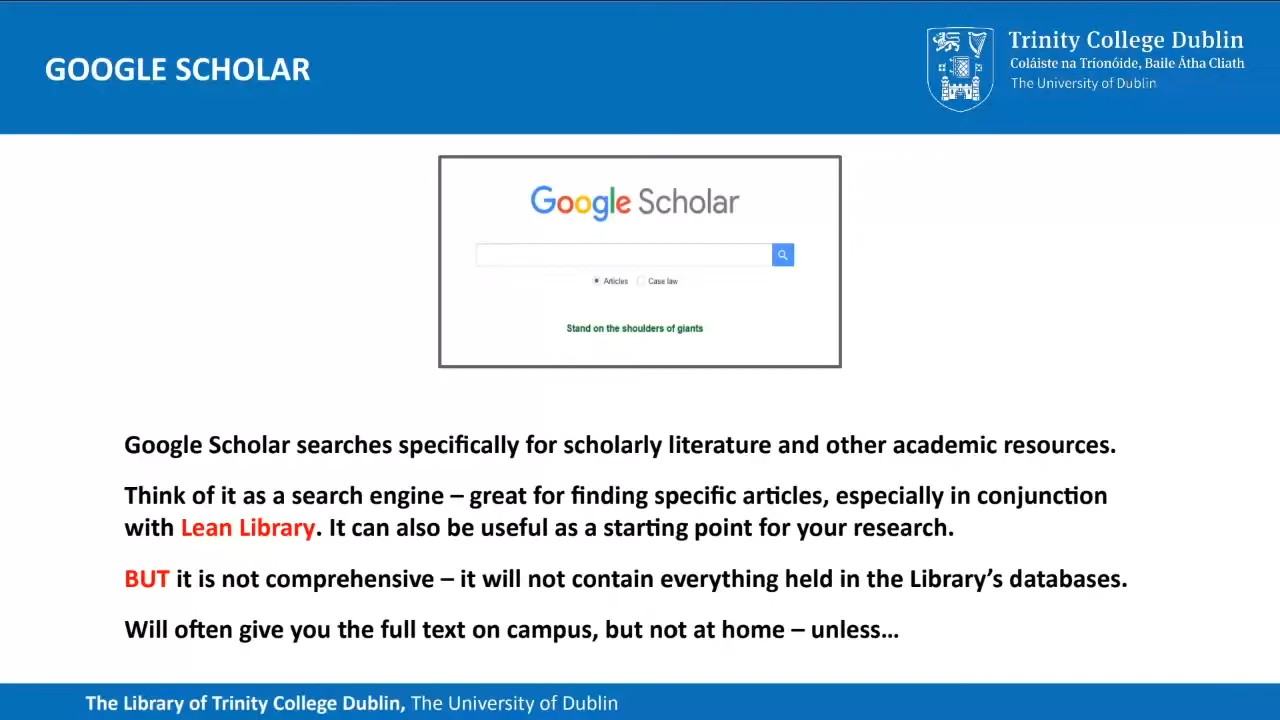 GOOGLE SCHOLAR
Trinity College Dublin
Coláiste na Tríonóide, Baile Átha Cliath
The University of Dublin
Google Scholar
Articles Case law
Stand on the shoulders of giants
Google Scholar searches specifically for scholarly literature and other academic resources.
Think of it as a search engine – great for finding specific articles, especially in conjunction
with Lean Library. It can also be useful as a starting point for your research.
BUT it is not comprehensive – it will not contain everything held in the Library’s databases.
Will often give you the full text on campus, but not at home – unless…
The Library of Trinity College Dublin, The University of Dublin